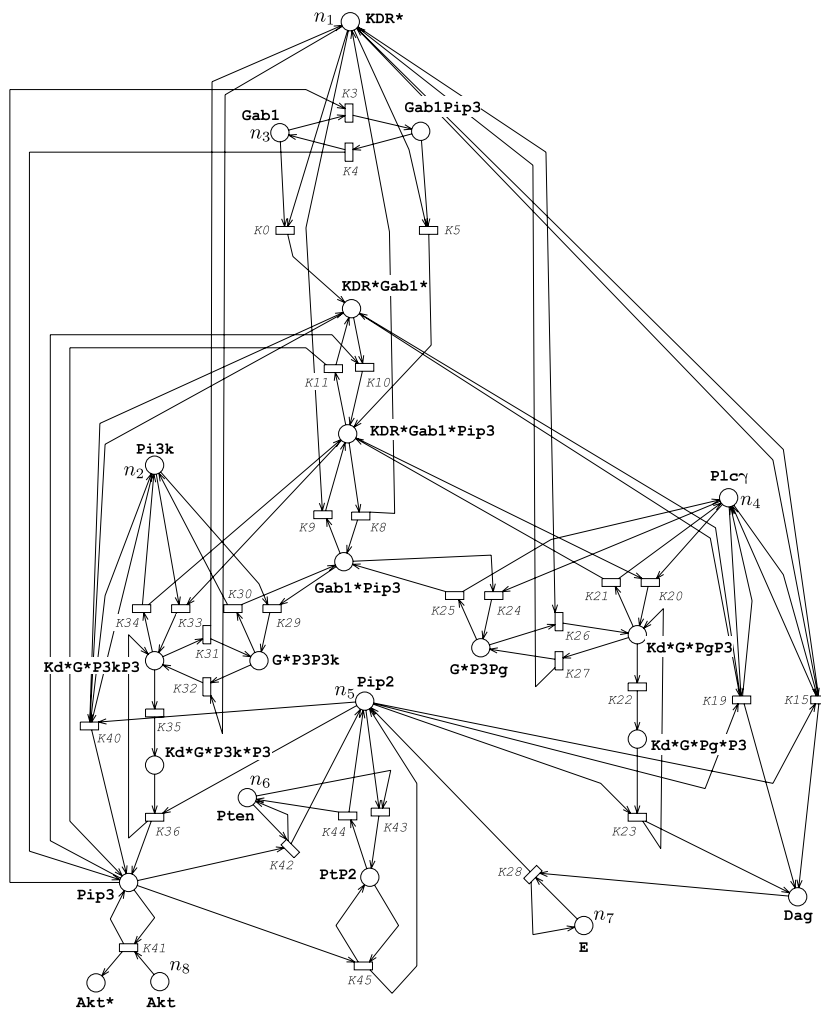 n1 KDR*
K3
Gab1 Gab1Pip3
n3
K4
K0 K5
KDR*Gab1*
K11 K10
KDR*Gab1*Pip3
Pi3k
n2
Plcγ
n4
K9 K8
Gab1*Pip3
K34 K33 K30 K29 K25 K24 K21 K20
K31 K26
Kd*G*P3kP3 G*P3P3k G*P3Pg Kd*G*PgP3
K32 K27
Pip2
n5
K22 K19 K15
K35
K40
Kd*G*P3k*P3 Kd*G*Pg*P3
n6
Pten
K36 K44 K43 K23
K42
PtP2
K28
Pip3
n7
Dag
E
K41
n8
K45
Akt* Akt